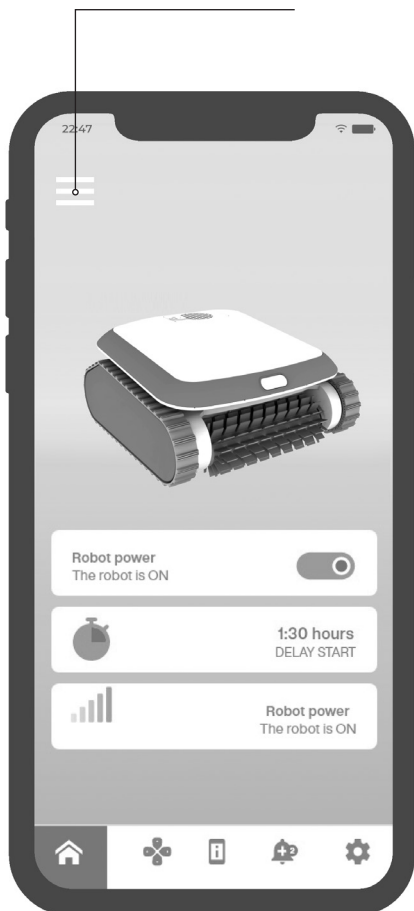 22:47
Robot power
The robot is ON
1:30 hours
DELAY START
Robot power
The robot is ON
i
+2